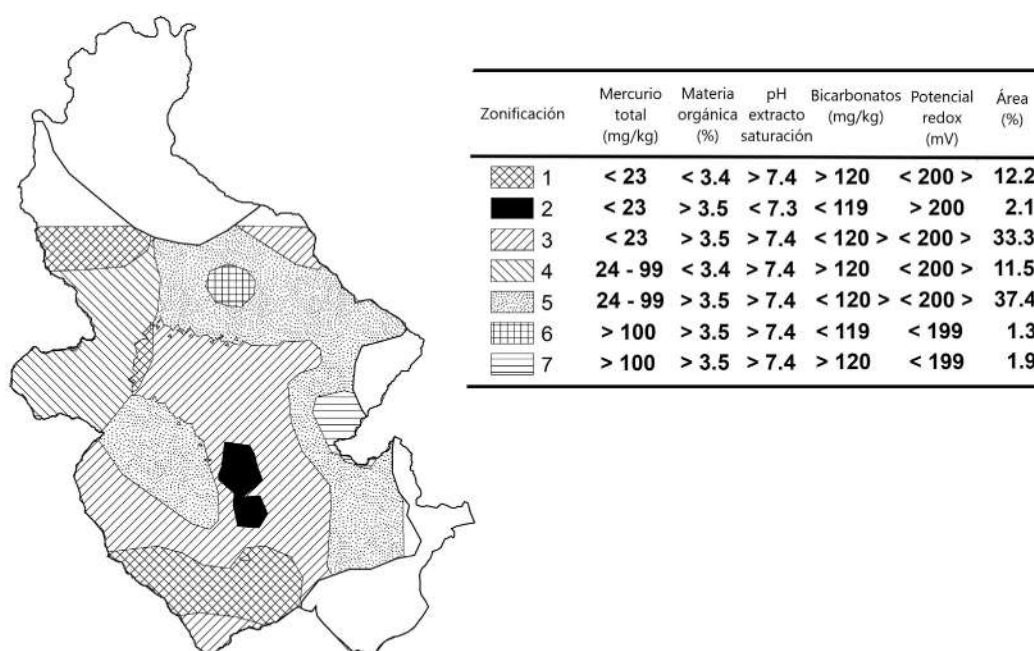 Zonificación Mercurio total (mg/kg) Materia orgánica (%) pH extracto saturación Bicarbonatos (mg/kg) Potencial redox (mV) Área (%)
1 < 23 < 3.4 > 7.4 > 120 < 200 > 12.2
2 < 23 > 3.5 < 7.3 < 119 > 200 2.1
3 < 23 > 3.5 > 7.4 < 120 > < 200 > 33.3
4 24 - 99 < 3.4 > 7.4 > 120 < 200 > 11.5
5 24 - 99 > 3.5 > 7.4 < 120 > < 200 > 37.4
6 > 100 > 3.5 > 7.4 < 119 < 199 1.3
7 > 100 > 3.5 > 7.4 > 120 < 199 1.9